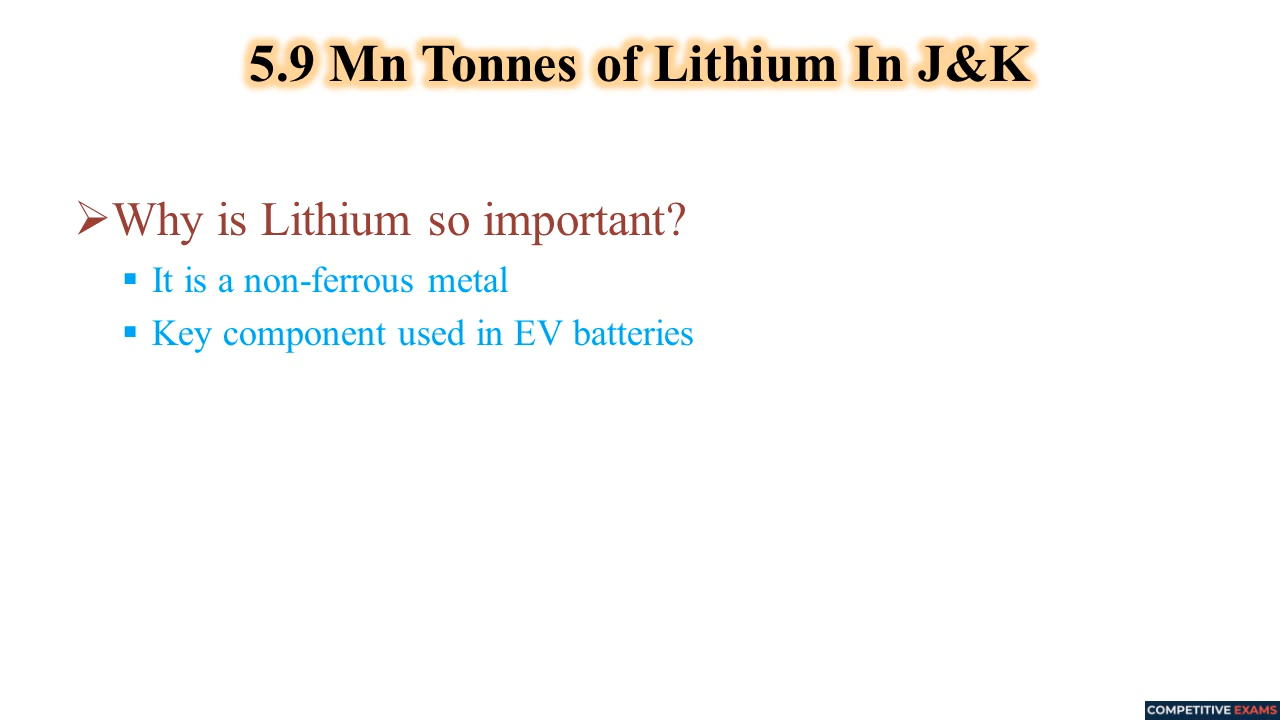 5.9 Mn Tonnes of Lithium In J&K
Why is Lithium so important?
It is a non-ferrous metal
Key component used in EV batteries
COMPETITIVE EXAMS